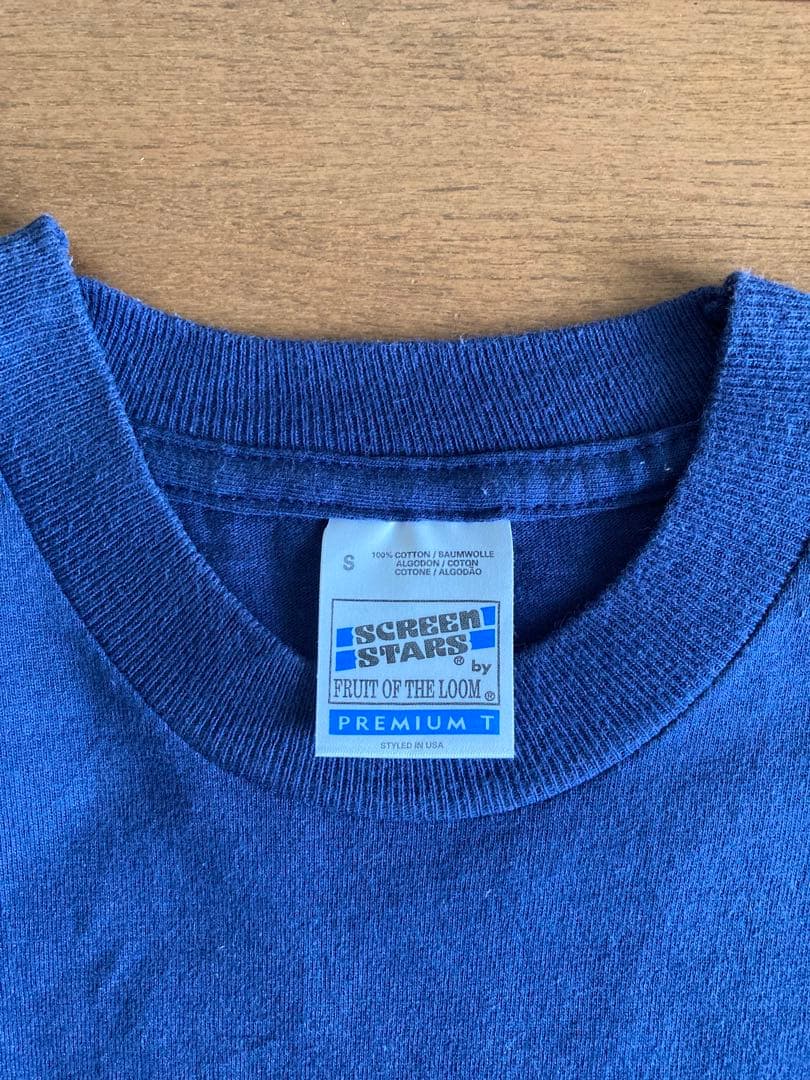 S
100% COTTON / BAUMWOLLE
ALGODON / COTON
COTONE / ALGODÃO
SCREEN
STARS® by
FRUIT OF THE LOOM®
PREMIUM T
STYLED IN USA